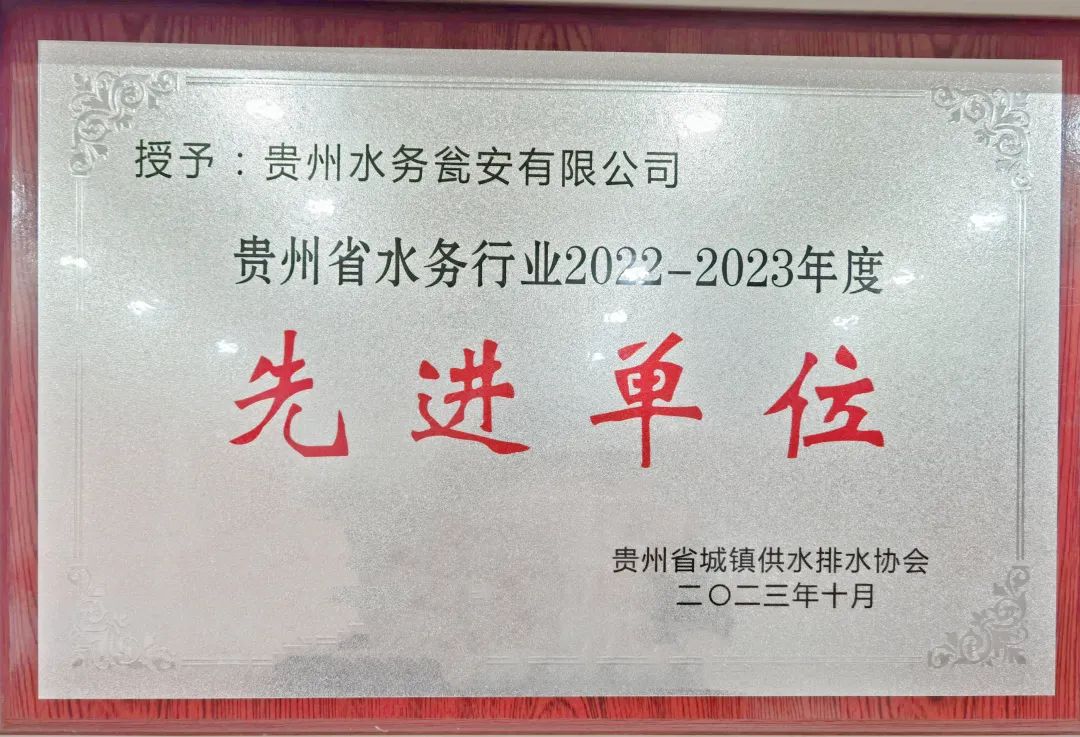 授予：贵州水务瓮安有限公司
贵州省水务行业2022-2023年度
先进单位
贵州省城镇供水排水协会
二〇二三年十月